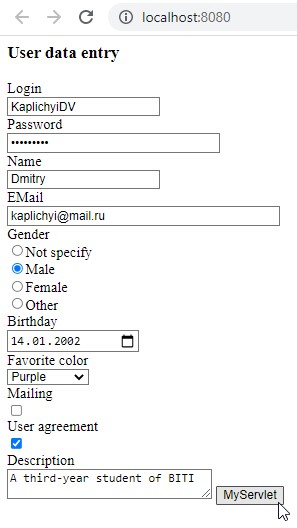 localhost:8080
User data entry
Login
KaplichyiDV
Password
•••••••••
Name
Dmitry
EMail
kaplichyi@mail.ru
Gender
Not specify
Male
Female
Other
Birthday
14.01.2002
Favorite color
Purple
Mailing
User agreement
Description
A third-year student of BITI
MyServlet